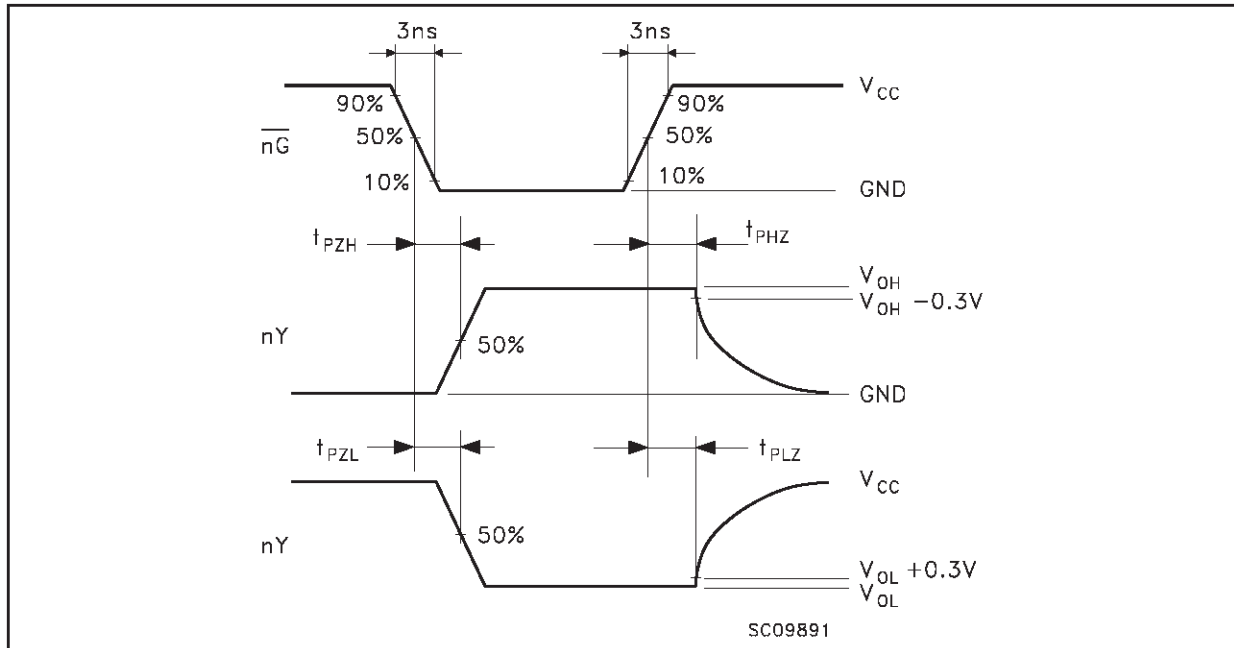 3ns 3ns
90% 90% V_CC
n̅G̅ 50% 50%
10% 10% GND
t_PZH t_PHZ
V_OH
V_OH −0.3V
nY 50%
GND
t_PZL t_PLZ
V_CC
nY 50%
V_OL +0.3V
V_OL
SC09891